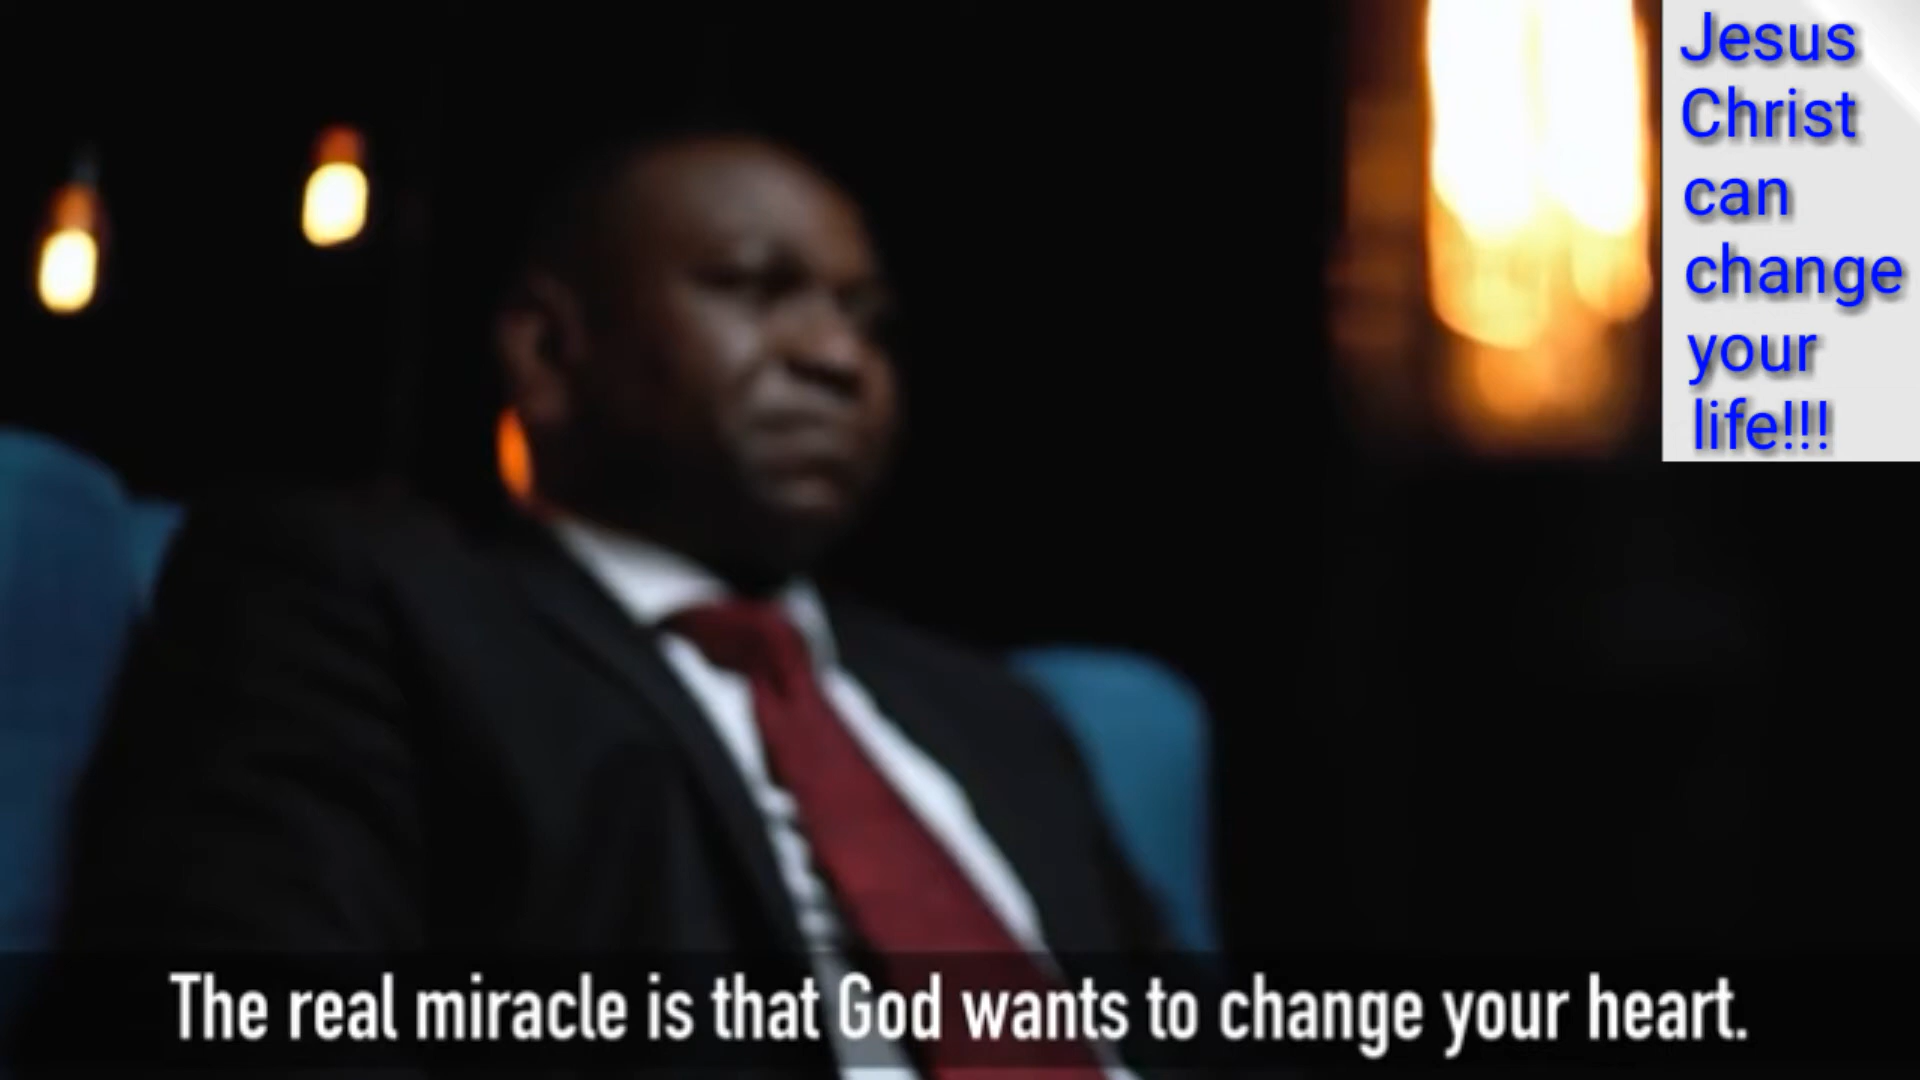 Jesus
Christ
can
change
your
life!!!
The real miracle is that God wants to change your heart.